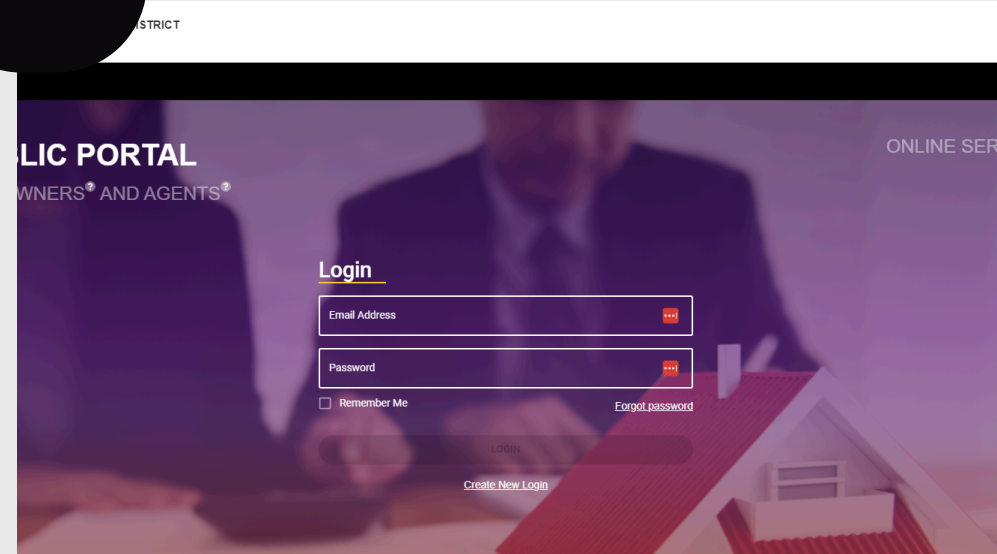 ISTRICT
LIC PORTAL
ONLINE SER
WNERS? AND AGENTS?
Login
Email Address
Password
Remember Me
Forgot password
LOGIN
Create New Login